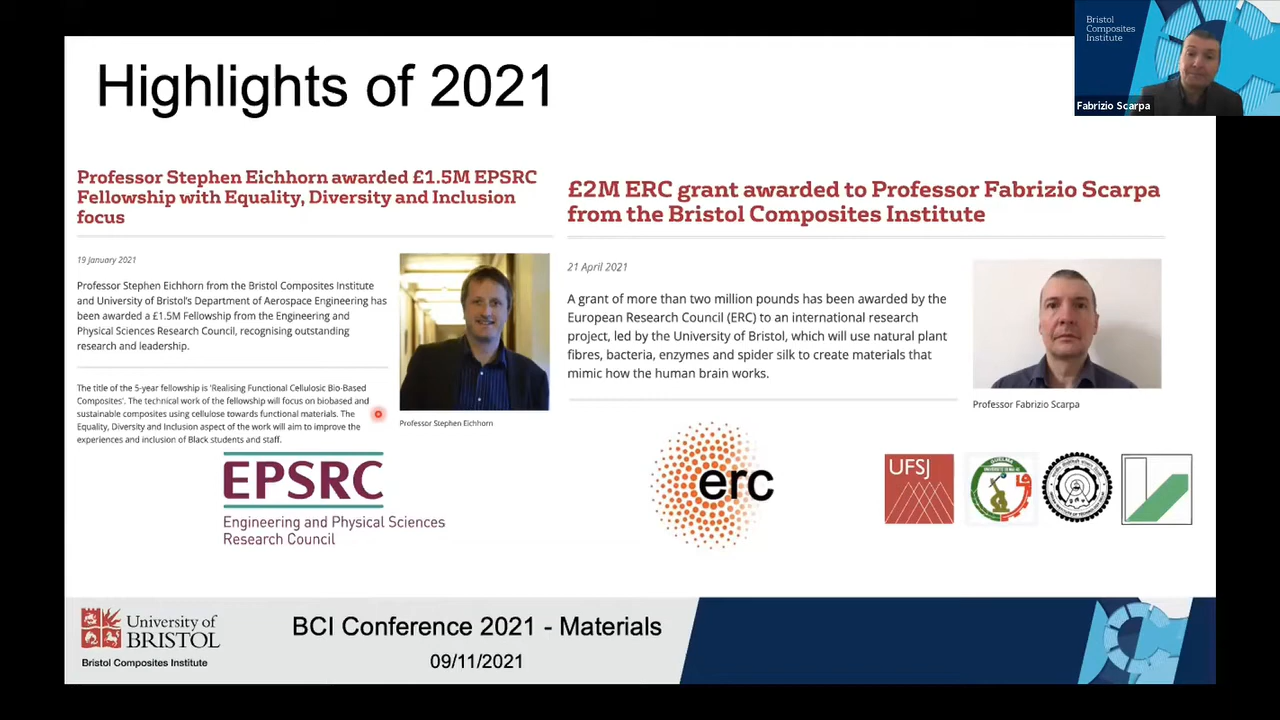 Bristol
Composites
Institute
Fabrizio Scarpa
Highlights of 2021
Professor Stephen Eichhorn awarded £1.5M EPSRC
Fellowship with Equality, Diversity and Inclusion
focus
19 January 2021
Professor Stephen Eichhorn from the Bristol Composites Institute
and University of Bristol's Department of Aerospace Engineering has
been awarded a £1.5M Fellowship from the Engineering and
Physical Sciences Research Council, recognising outstanding
research and leadership.
The title of the 5-year fellowship is 'Realising Functional Cellulosic Bio-Based
Composites'. The technical work of the fellowship will focus on biobased and
sustainable composites using cellulose towards functional materials. The
Equality, Diversity and Inclusion aspect of the work will aim to improve the
experiences and inclusion of Black students and staff.
Professor Stephen Eichhorn
EPSRC
Engineering and Physical Sciences
Research Council
£2M ERC grant awarded to Professor Fabrizio Scarpa
from the Bristol Composites Institute
21 April 2021
A grant of more than two million pounds has been awarded by the
European Research Council (ERC) to an international research
project, led by the University of Bristol, which will use natural plant
fibres, bacteria, enzymes and spider silk to create materials that
mimic how the human brain works.
Professor Fabrizio Scarpa
erc
UFSJ
University of
BRISTOL
Bristol Composites Institute
BCI Conference 2021 - Materials
09/11/2021